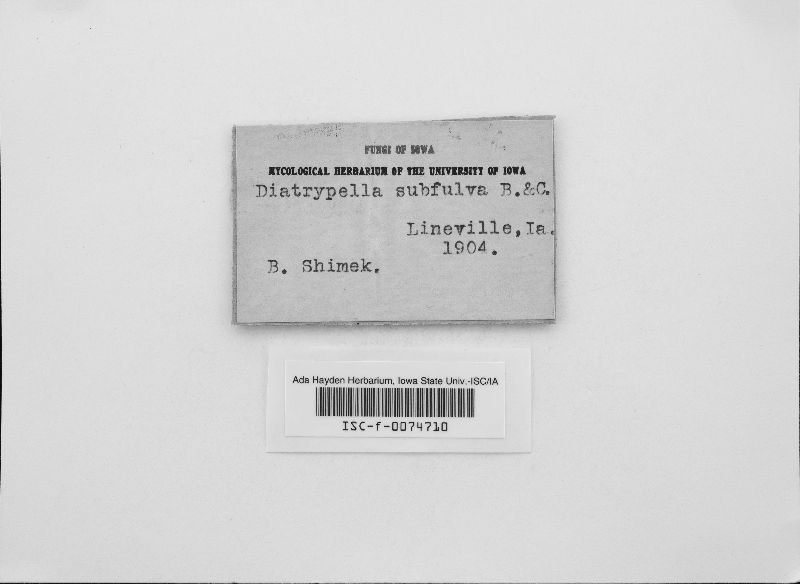 FUNGI OF IOWA
MYCOLOGICAL HERBARIUM OF THE UNIVERSITY OF IOWA
Diatrypella subfulva B.&C.
Lineville, Ia.
1904.
B. Shimek.
Ada Hayden Herbarium, Iowa State Univ.-ISC/IA
ISC-f-0074710